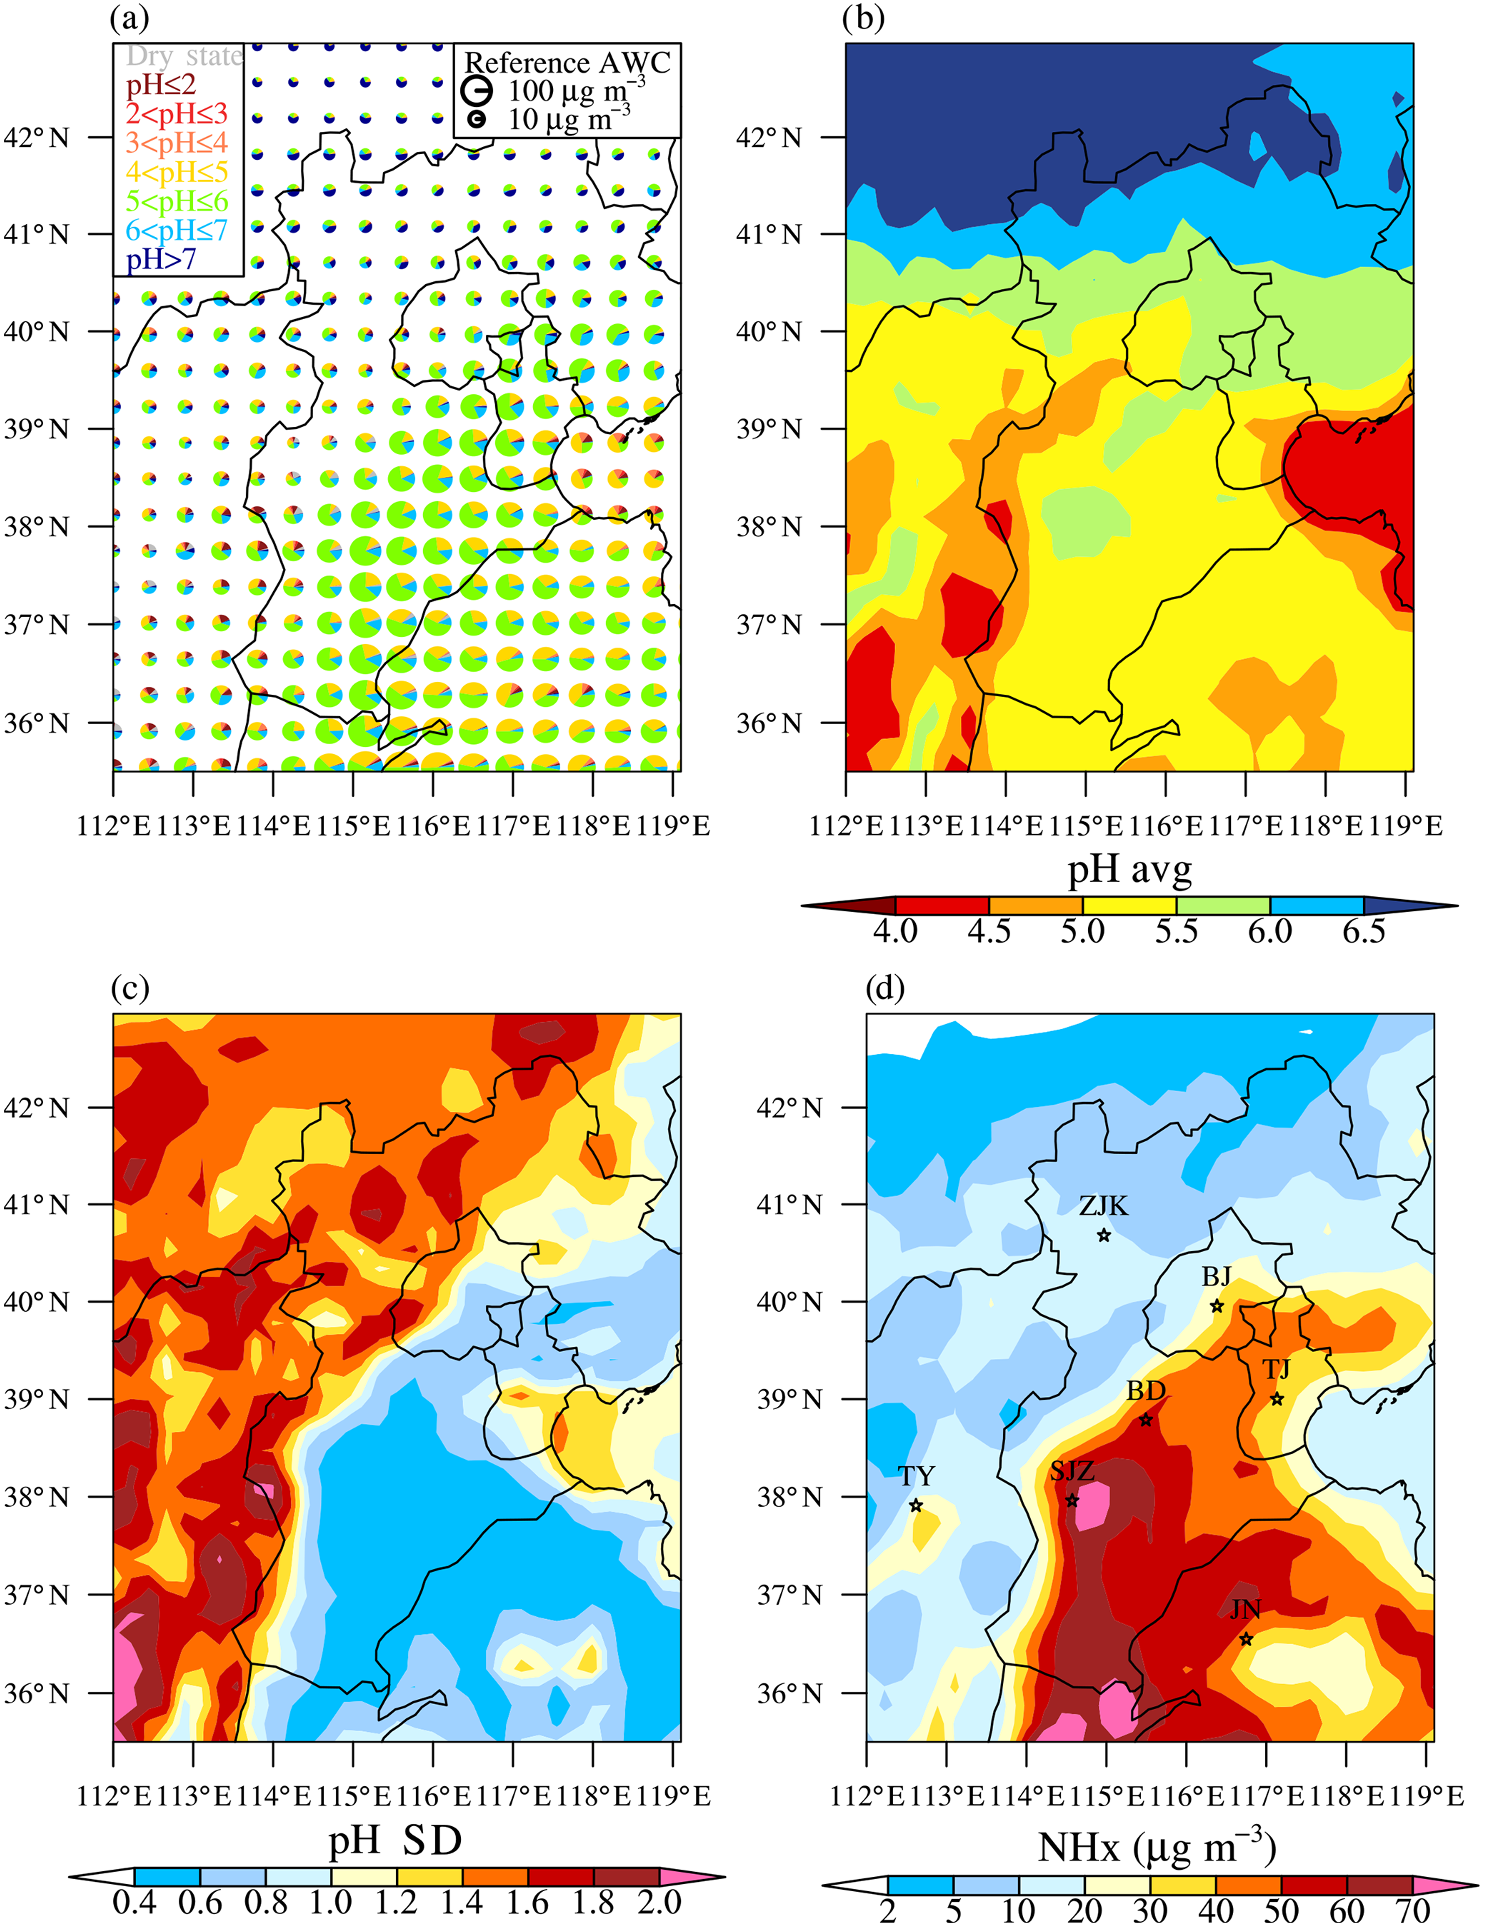 (a)
Dry state
pH≤2
2<pH≤3
3<pH≤4
4<pH≤5
5<pH≤6
6<pH≤7
pH>7
Reference AWC
100 μg m⁻³
10 μg m⁻³
42°N
41°N
40°N
39°N
38°N
37°N
36°N
112°E 113°E 114°E 115°E 116°E 117°E 118°E 119°E
(b)
42°N
41°N
40°N
39°N
38°N
37°N
36°N
112°E 113°E 114°E 115°E 116°E 117°E 118°E 119°E
pH avg
4.0 4.5 5.0 5.5 6.0 6.5
(c)
42°N
41°N
40°N
39°N
38°N
37°N
36°N
112°E 113°E 114°E 115°E 116°E 117°E 118°E 119°E
pH SD
0.4 0.6 0.8 1.0 1.2 1.4 1.6 1.8 2.0
(d)
42°N
41°N
40°N
39°N
38°N
37°N
36°N
ZJK
BJ
TJ
BD
SJZ
TY
JN
112°E 113°E 114°E 115°E 116°E 117°E 118°E 119°E
NHx (μg m⁻³)
2 5 10 20 30 40 50 60 70